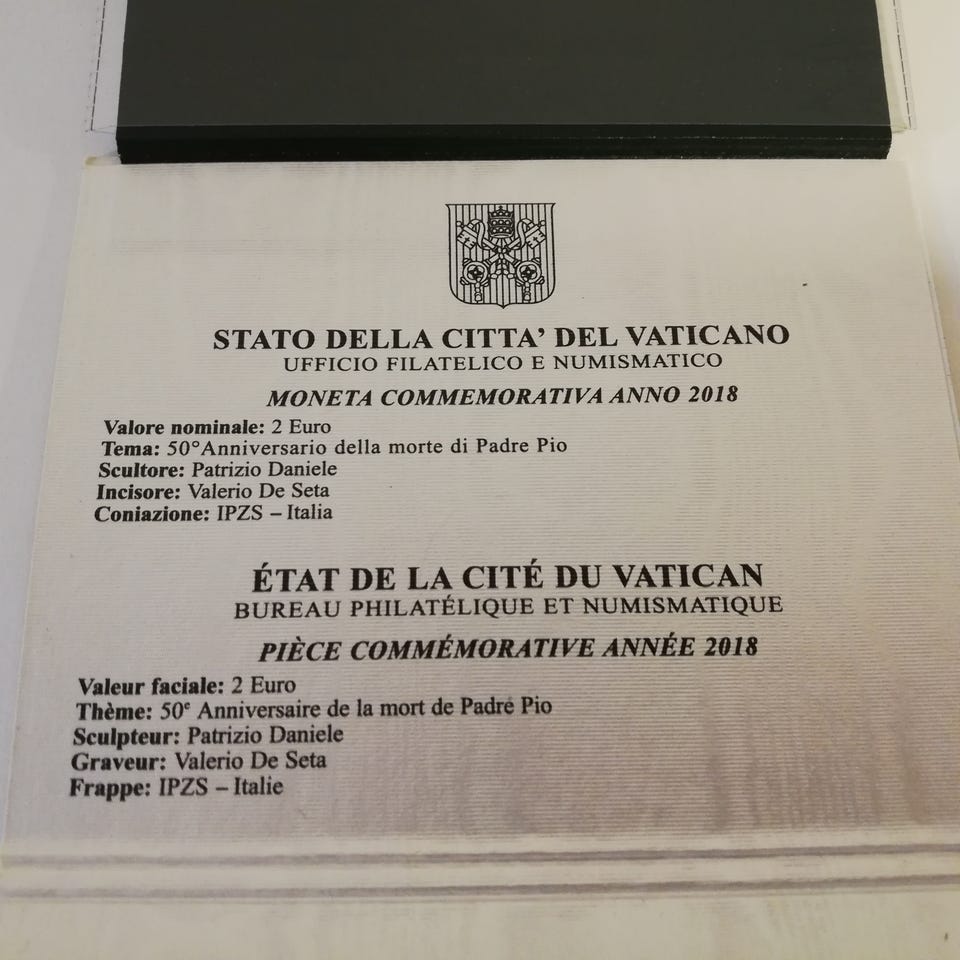 STATO DELLA CITTA’ DEL VATICANO
UFFICIO FILATELICO E NUMISMATICO
MONETA COMMEMORATIVA ANNO 2018
Valore nominale: 2 Euro
Tema: 50°Anniversario della morte di Padre Pio
Scultore: Patrizio Daniele
Incisore: Valerio De Seta
Coniazione: IPZS – Italia
ÉTAT DE LA CITÉ DU VATICAN
BUREAU PHILATÉLIQUE ET NUMISMATIQUE
PIÈCE COMMÉMORATIVE ANNÉE 2018
Valeur faciale: 2 Euro
Thème: 50e Anniversaire de la mort de Padre Pio
Sculpteur: Patrizio Daniele
Graveur: Valerio De Seta
Frappe: IPZS – Italie